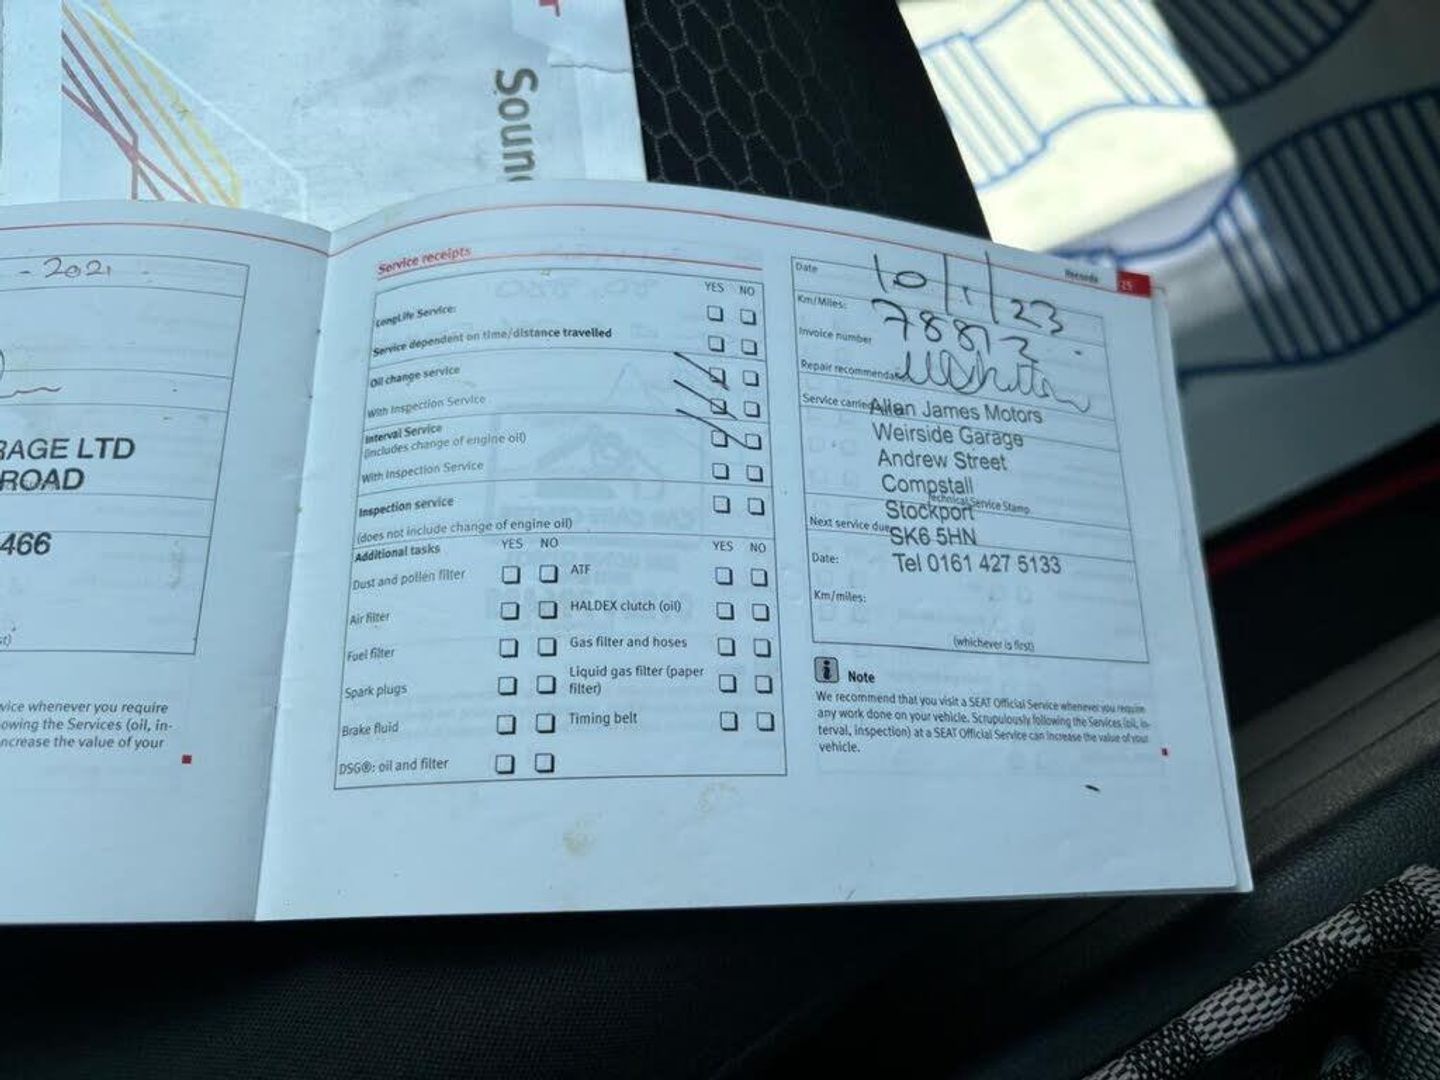 Soun
- 2021 -
RAGE LTD
ROAD
466
st)
vice whenever you require
owing the Services (oil, in-
ncrease the value of your
Service receipts
YES NO
LongLife Service:
Service dependent on time/distance travelled
Oil change service
With Inspection Service
Interval Service
(includes change of engine oil)
With Inspection Service
Inspection service
(does not include change of engine oil)
Additional tasks YES NO YES NO
Dust and pollen filter ATF
Air filter HALDEX clutch (oil)
Fuel filter Gas filter and hoses
Spark plugs Liquid gas filter (paper
filter)
Brake fluid Timing belt
DSG®: oil and filter
Records 25
Date 10/1/23
Km/Miles: 78812
Invoice number
Repair recommenda
Service carrie
Allan James Motors
Weirside Garage
Andrew Street
Compstall
Technical Service Stamp
Stockport
Next service due
SK6 5HN
Date: Tel 0161 427 5133
Km/miles:
(whichever is first)
i Note
We recommend that you visit a SEAT Official Service whenever you require
any work done on your vehicle. Scrupulously following the Services (oil, in-
terval, inspection) at a SEAT Official Service can increase the value of your
vehicle.